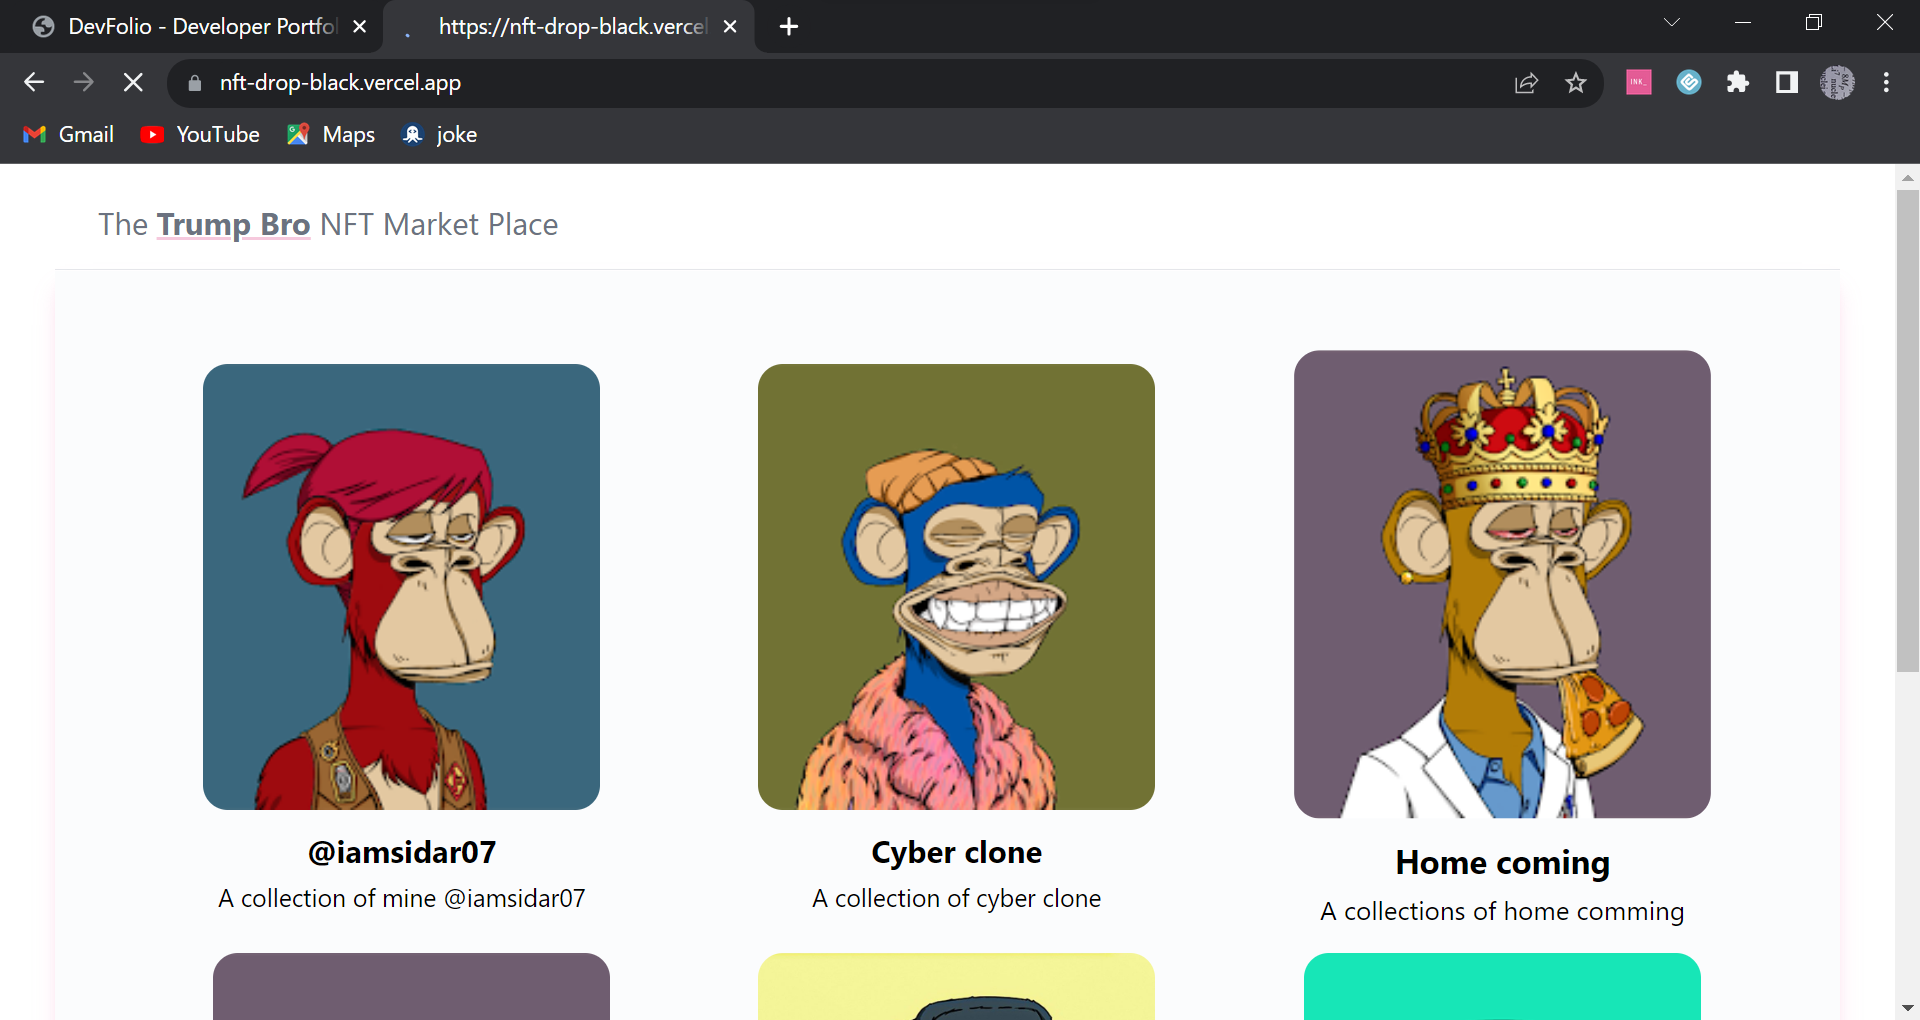 DevFolio - Developer Portfol
https://nft-drop-black.vercel
nft-drop-black.vercel.app
INK_
Gmail YouTube Maps joke
The Trump Bro NFT Market Place
@iamsidar07 Cyber clone Home coming
A collection of mine @iamsidar07 A collection of cyber clone A collections of home comming